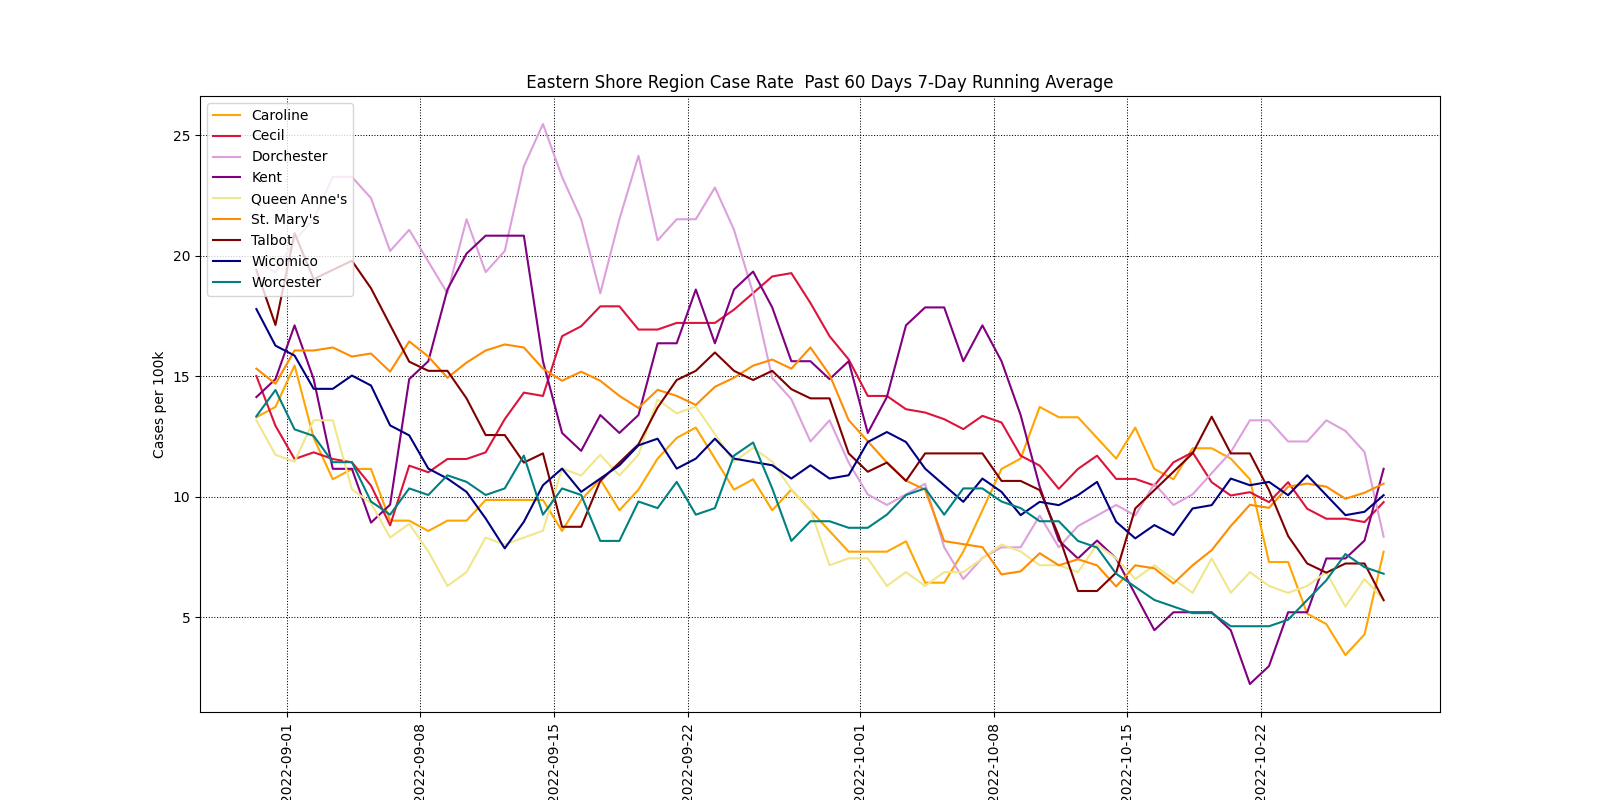 Eastern Shore Region Case Rate  Past 60 Days 7-Day Running Average
Caroline
Cecil
Dorchester
Kent
Queen Anne's
St. Mary's
Talbot
Wicomico
Worcester
Cases per 100k
25
20
15
10
5
2022-09-01
2022-09-08
2022-09-15
2022-09-22
2022-10-01
2022-10-08
2022-10-15
2022-10-22